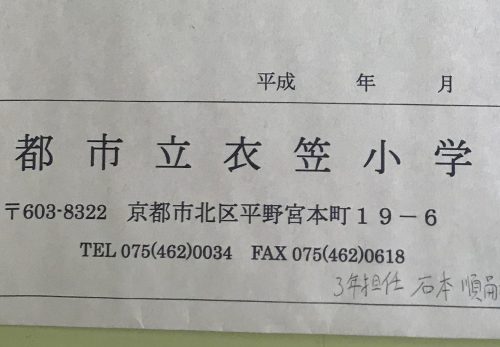 平成　　年　　月
都市立衣笠小学
〒603-8322　京都市北区平野宮本町１９－６
TEL 075(462)0034　FAX 075(462)0618
3年担任 石本 順